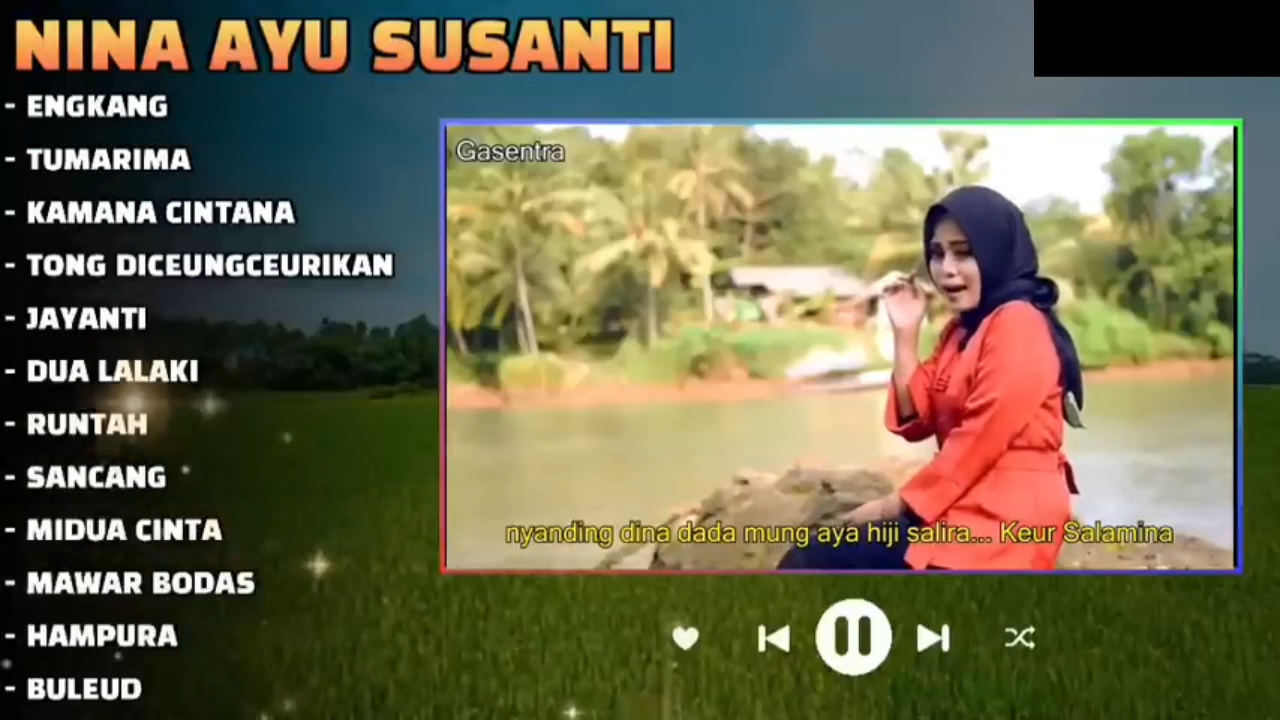 NINA AYU SUSANTI
- ENGKANG
- TUMARIMA
- KAMANA CINTANA
- TONG DICEUNGCEURIKAN
- JAYANTI
- DUA LALAKI
- RUNTAH
- SANCANG
- MIDUA CINTA
- MAWAR BODAS
- HAMPURA
- BULEUD
Gasentra
nyanding dina dada mung aya hiji salira... Keur Salamina